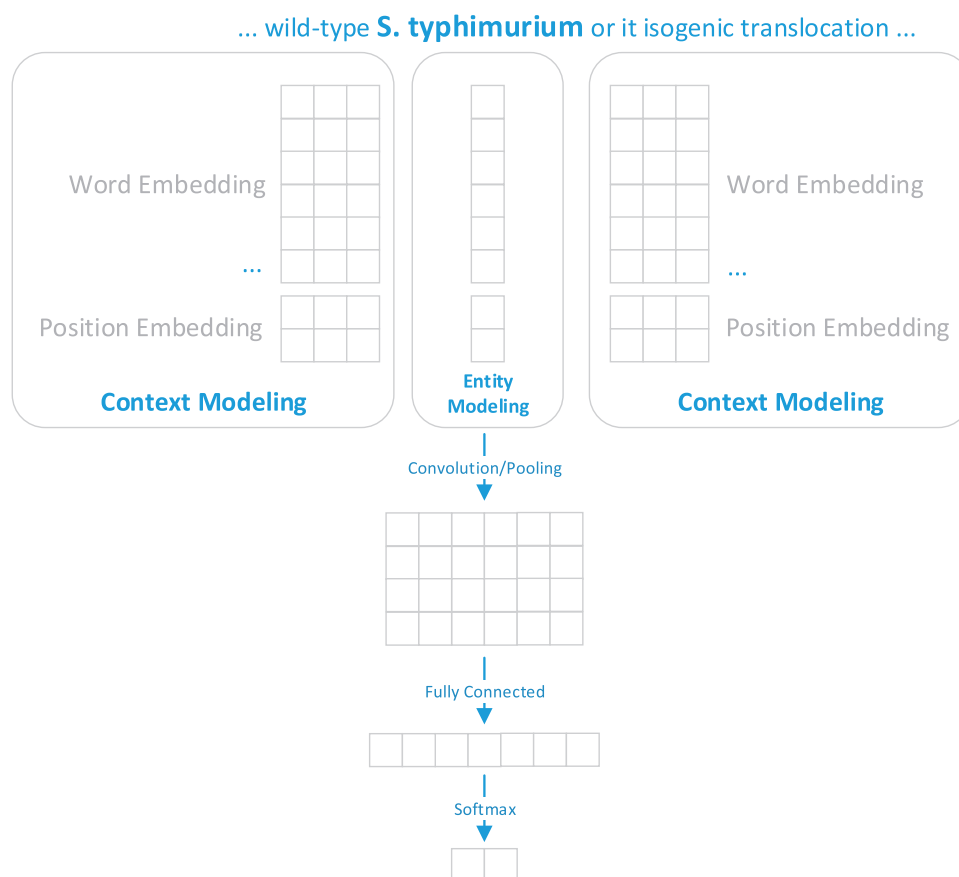 ... wild-type S. typhimurium or it isogenic translocation ...
Word Embedding
...
Position Embedding
Context Modeling
Entity
Modeling
Word Embedding
...
Position Embedding
Context Modeling
Convolution/Pooling
Fully Connected
Softmax